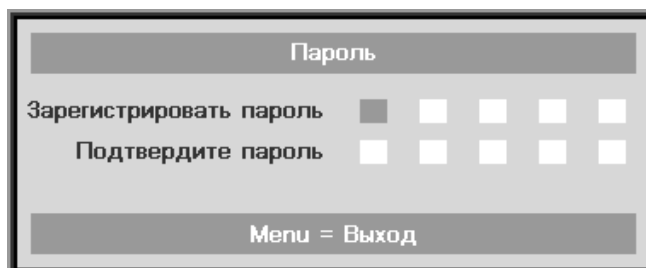 Пароль
Зарегистрировать пароль
Подтвердите пароль
Menu = Выход